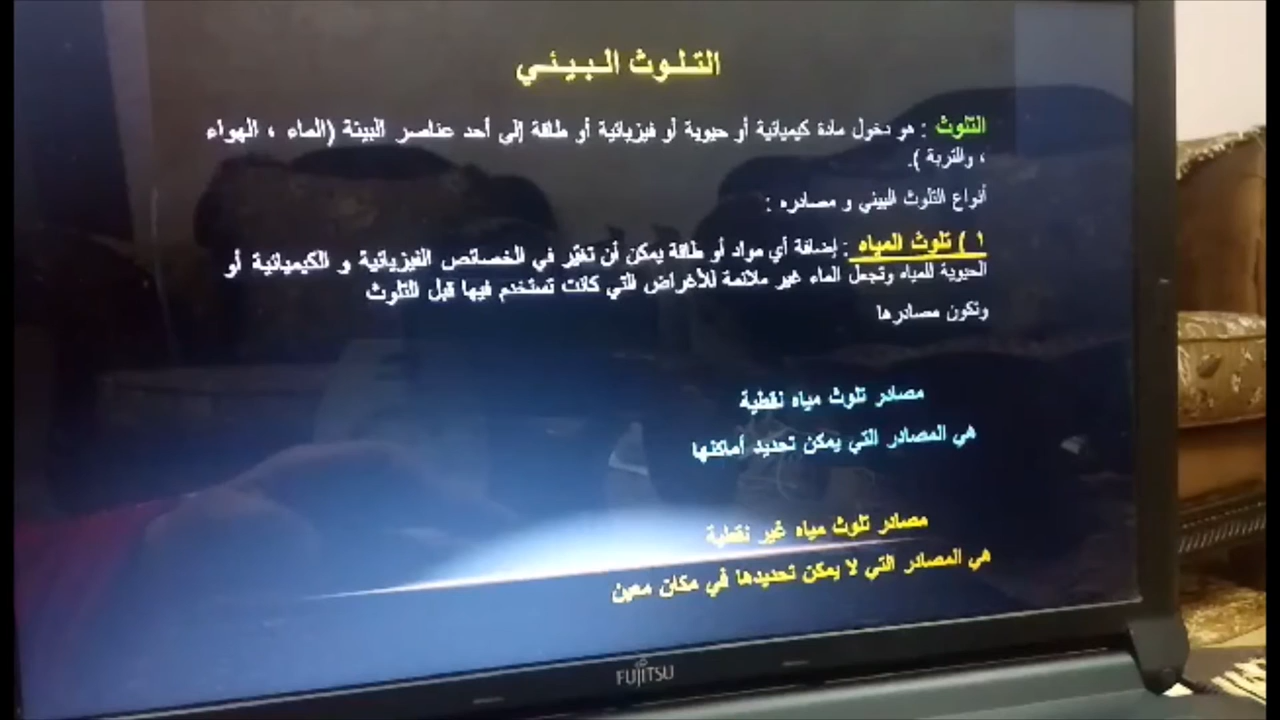 التلوث البيئي
التلوث : هو دخول مادة كيميائية أو حيوية أو فيزيائية أو طاقة إلى أحد عناصر البيئة (الماء ، الهواء
، والتربة ).
أنواع التلوث البيئي و مصادره :
١ ) تلوث المياه : إضافة أي مواد أو طاقة يمكن أن تغيّر في الخصائص الفيزيائية و الكيميائية أو
الحيوية للمياه وتجعل الماء غير ملائمة للأغراض التي كانت تستخدم فيها قبل التلوث
وتكون مصادرها
مصادر تلوث مياه نقطية
هي المصادر التي يمكن تحديد أماكنها
مصادر تلوث مياه غير نقطية
هي المصادر التي لا يمكن تحديدها في مكان معين
FUJITSU